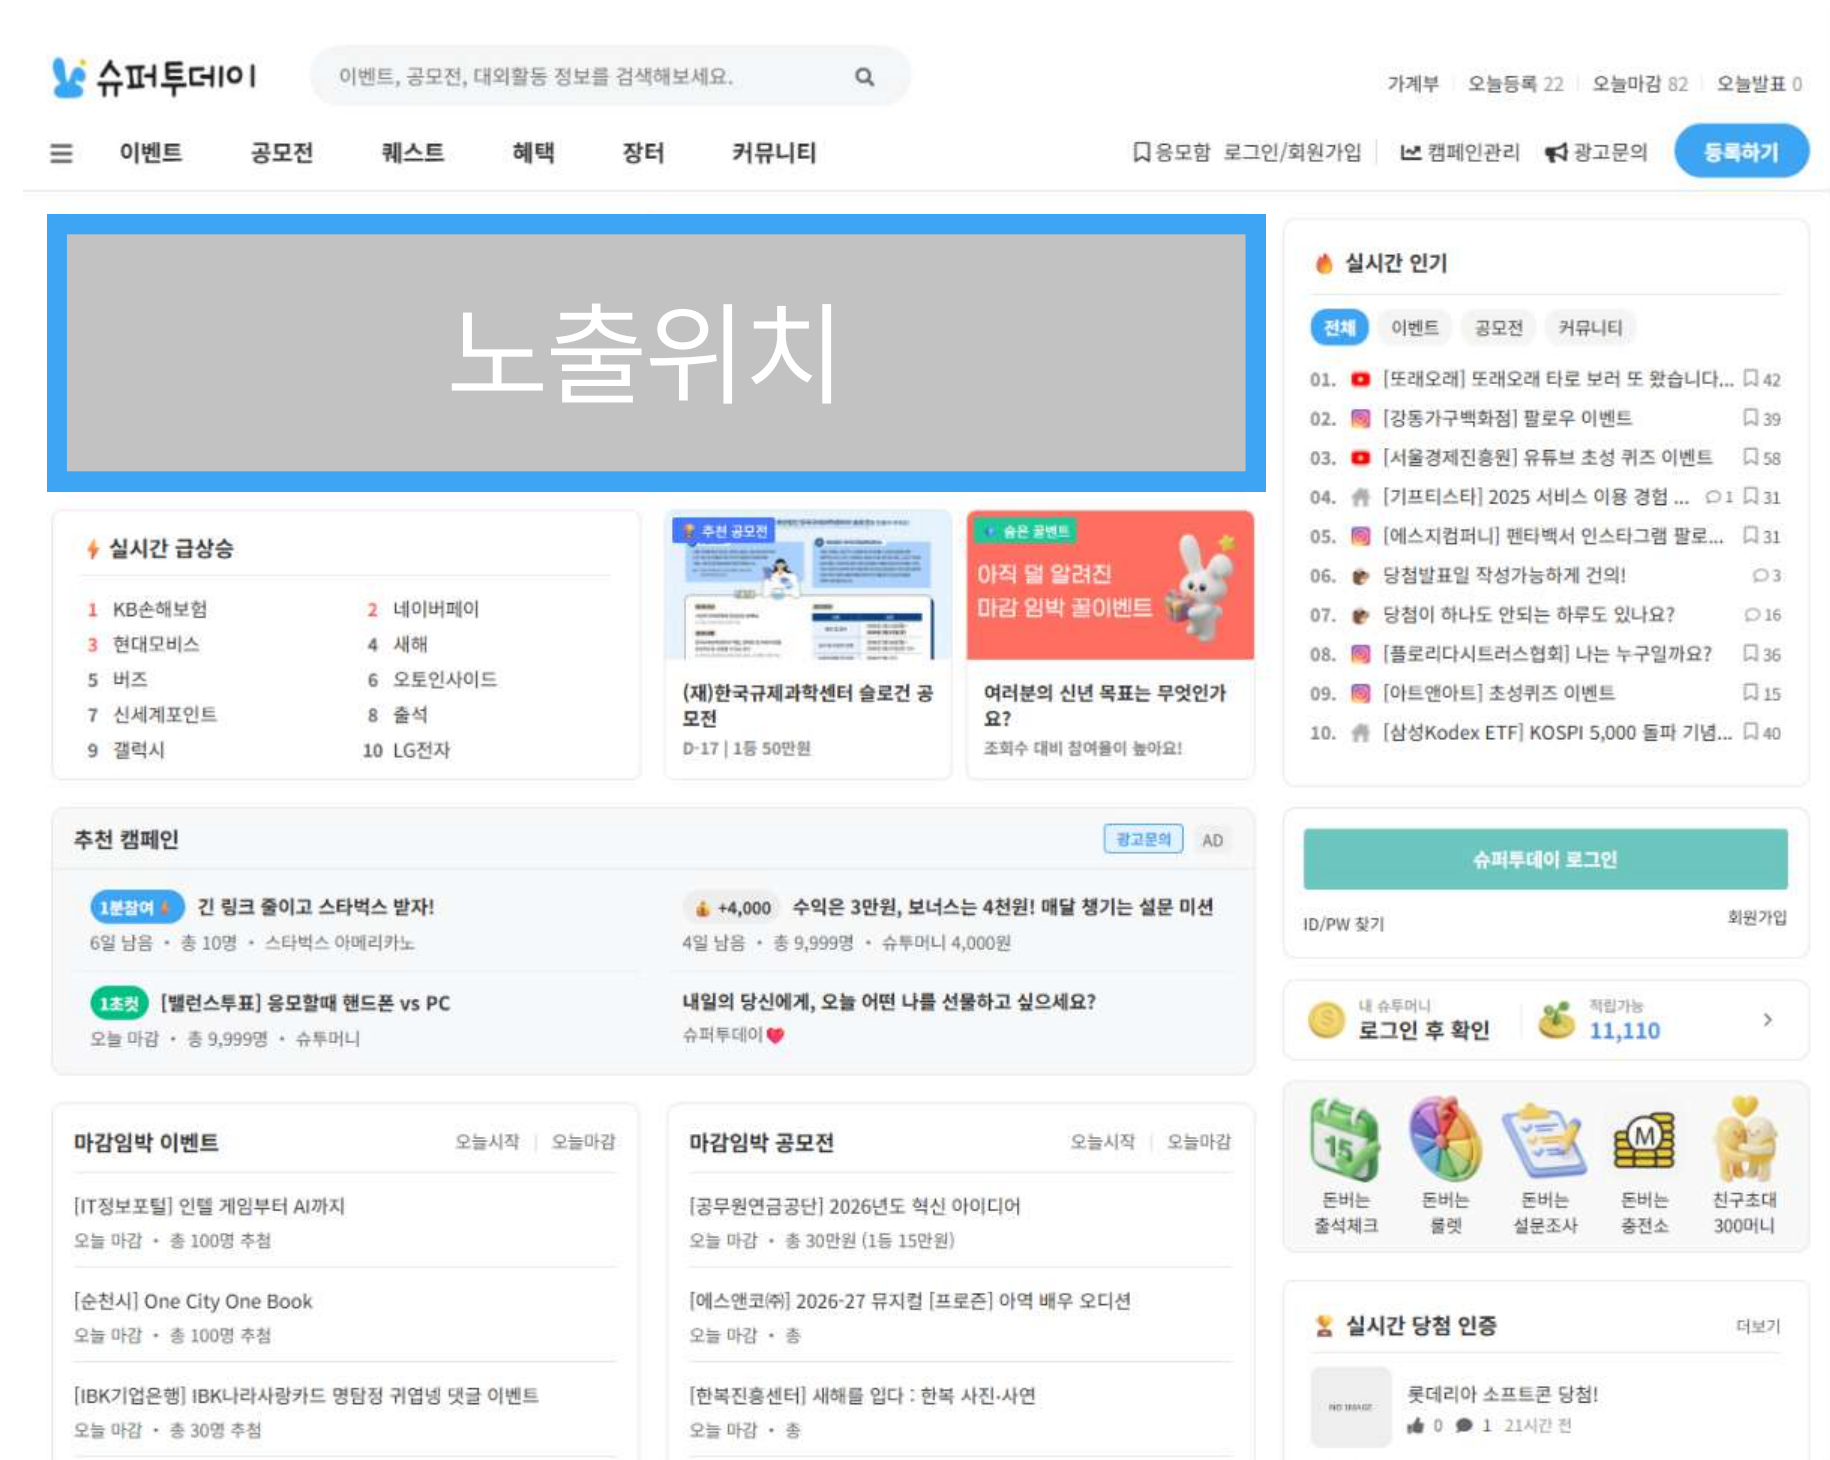 슈퍼투데이
이벤트, 공모전, 대외활동 정보를 검색해보세요.
가계부 오늘등록 22 오늘마감 82 오늘발표 0
이벤트 공모전 퀘스트 혜택 장터 커뮤니티
응모함 로그인/회원가입 캠페인관리 광고문의 등록하기
노출위치
실시간 급상승
1 KB손해보험 2 네이버페이
3 현대모비스 4 새해
5 버즈 6 오토인사이드
7 신세계포인트 8 출석
9 갤럭시 10 LG전자
추천 공모전
(재)한국규제과학센터 슬로건 공
모전
D-17 | 1등 50만원
숨은 꿀벤트
아직 덜 알려진
마감 임박 꿀이벤트
여러분의 신년 목표는 무엇인가
요?
조회수 대비 참여율이 높아요!
추천 캠페인 광고문의 AD
1분참여 긴 링크 줄이고 스타벅스 받자!
6일 남음 • 총 10명 • 스타벅스 아메리카노
+4,000 수익은 3만원, 보너스는 4천원! 매달 챙기는 설문 미션
4일 남음 • 총 9,999명 • 슈투머니 4,000원
1초컷 [밸런스투표] 응모할때 핸드폰 vs PC
오늘 마감 • 총 9,999명 • 슈투머니
내일의 당신에게, 오늘 어떤 나를 선물하고 싶으세요?
슈퍼투데이
마감임박 이벤트 오늘시작 오늘마감
[IT정보포털] 인텔 게임부터 AI까지
오늘 마감 • 총 100명 추첨
[순천시] One City One Book
오늘 마감 • 총 100명 추첨
[IBK기업은행] IBK나라사랑카드 명탐정 귀엽넹 댓글 이벤트
오늘 마감 • 총 30명 추첨
마감임박 공모전 오늘시작 오늘마감
[공무원연금공단] 2026년도 혁신 아이디어
오늘 마감 • 총 30만원 (1등 15만원)
[에스앤코㈜] 2026-27 뮤지컬 [프로즌] 아역 배우 오디션
오늘 마감 • 총
[한복진흥센터] 새해를 입다 : 한복 사진·사연
오늘 마감 • 총
실시간 인기
전체 이벤트 공모전 커뮤니티
01. [또래오래] 또래오래 타로 보러 또 왔습니다... 42
02. [강동가구백화점] 팔로우 이벤트 39
03. [서울경제진흥원] 유튜브 초성 퀴즈 이벤트 58
04. [기프티스타] 2025 서비스 이용 경험 ... 1 31
05. [에스지컴퍼니] 펜타백서 인스타그램 팔로... 31
06. 당첨발표일 작성가능하게 건의! 3
07. 당첨이 하나도 안되는 하루도 있나요? 16
08. [플로리다시트러스협회] 나는 누구일까요? 36
09. [아트앤아트] 초성퀴즈 이벤트 15
10. [삼성Kodex ETF] KOSPI 5,000 돌파 기념... 40
슈퍼투데이 로그인
ID/PW 찾기 회원가입
내 슈투머니 적립가능
로그인 후 확인 11,110
15 M
돈버는 돈버는 돈버는 돈버는 친구초대
출석체크 룰렛 설문조사 충전소 300머니
실시간 당첨 인증 더보기
NO IMAGE
롯데리아 소프트콘 당첨!
0 1 21시간 전